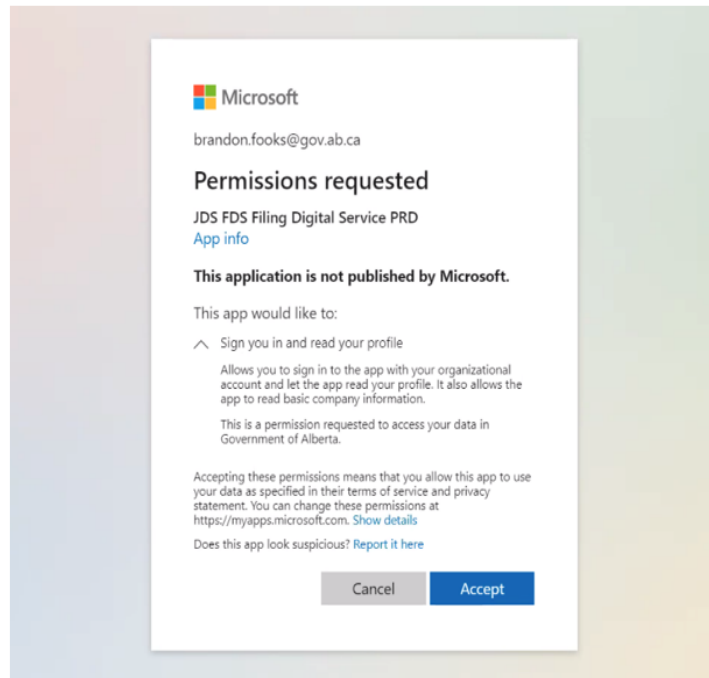 Microsoft
brandon.fooks@gov.ab.ca
Permissions requested
JDS FDS Filing Digital Service PRD
App info
This application is not published by Microsoft.
This app would like to:
Sign you in and read your profile
Allows you to sign in to the app with your organizational
account and let the app read your profile. It also allows the
app to read basic company information.
This is a permission requested to access your data in
Government of Alberta.
Accepting these permissions means that you allow this app to use
your data as specified in their terms of service and privacy
statement. You can change these permissions at
https://myapps.microsoft.com. Show details
Does this app look suspicious? Report it here
Cancel Accept